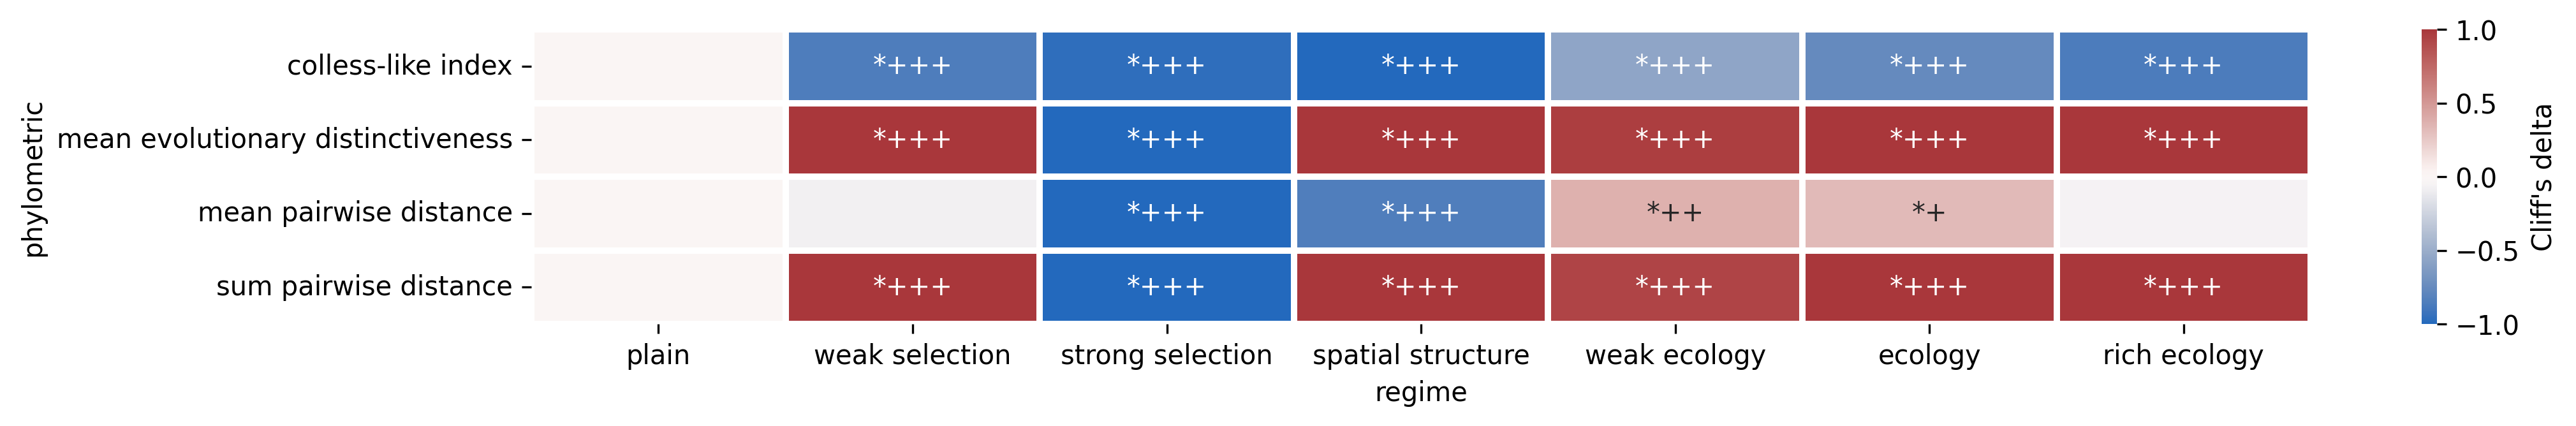 phylometric
colless-like index
*+++ *+++ *+++ *+++ *+++ *+++
mean evolutionary distinctiveness
*+++ *+++ *+++ *+++ *+++ *+++
mean pairwise distance
*+++ *+++ *++ *+
sum pairwise distance
*+++ *+++ *+++ *+++ *+++ *+++
plain
weak selection
strong selection
spatial structure
weak ecology
ecology
rich ecology
regime
1.0
0.5
0.0
−0.5
−1.0
Cliff's delta